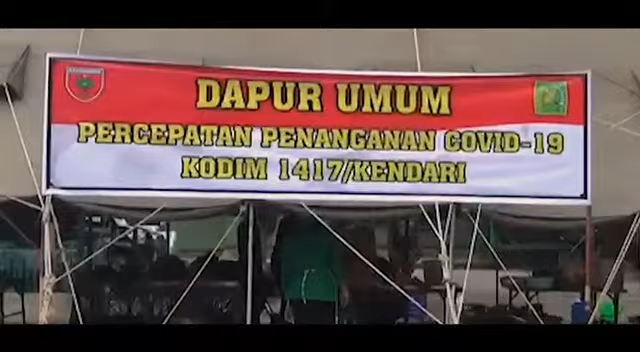 DAPUR UMUM
PERCEPATAN PENANGANAN COVID-19
KODIM 1417/KENDARI